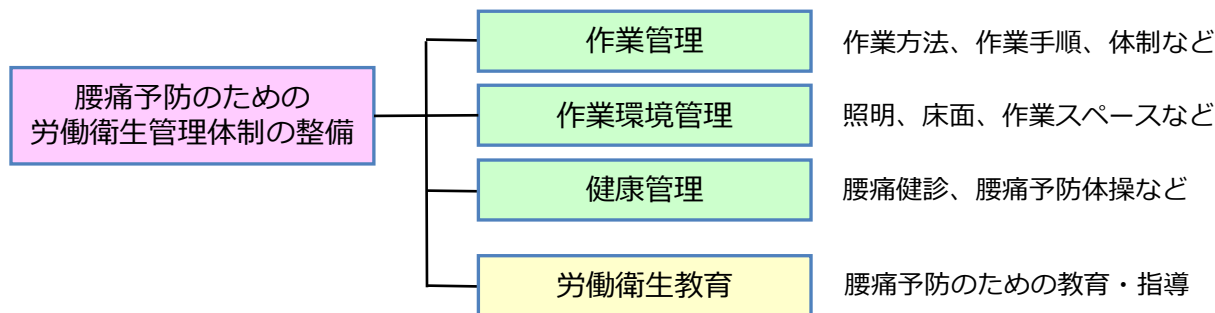 腰痛予防のための
労働衛生管理体制の整備
作業管理
作業方法、作業手順、体制など
作業環境管理
照明、床面、作業スペースなど
健康管理
腰痛健診、腰痛予防体操など
労働衛生教育
腰痛予防のための教育・指導